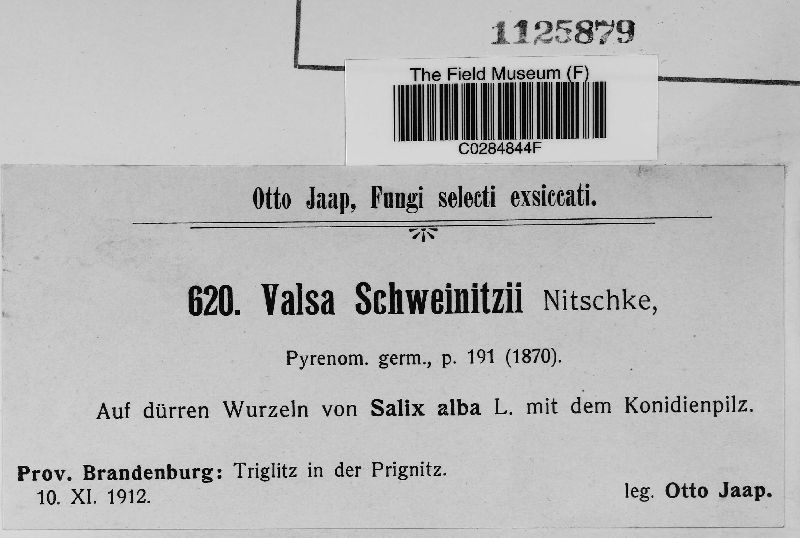 1125879
The Field Museum (F)
C0284844F
Otto Jaap, Fungi selecti exsiccati.
620. Valsa Schweinitzii Nitschke,
Pyrenom. germ., p. 191 (1870).
Auf dürren Wurzeln von Salix alba L. mit dem Konidienpilz.
Prov. Brandenburg: Triglitz in der Prignitz.
10. XI. 1912.
leg. Otto Jaap.